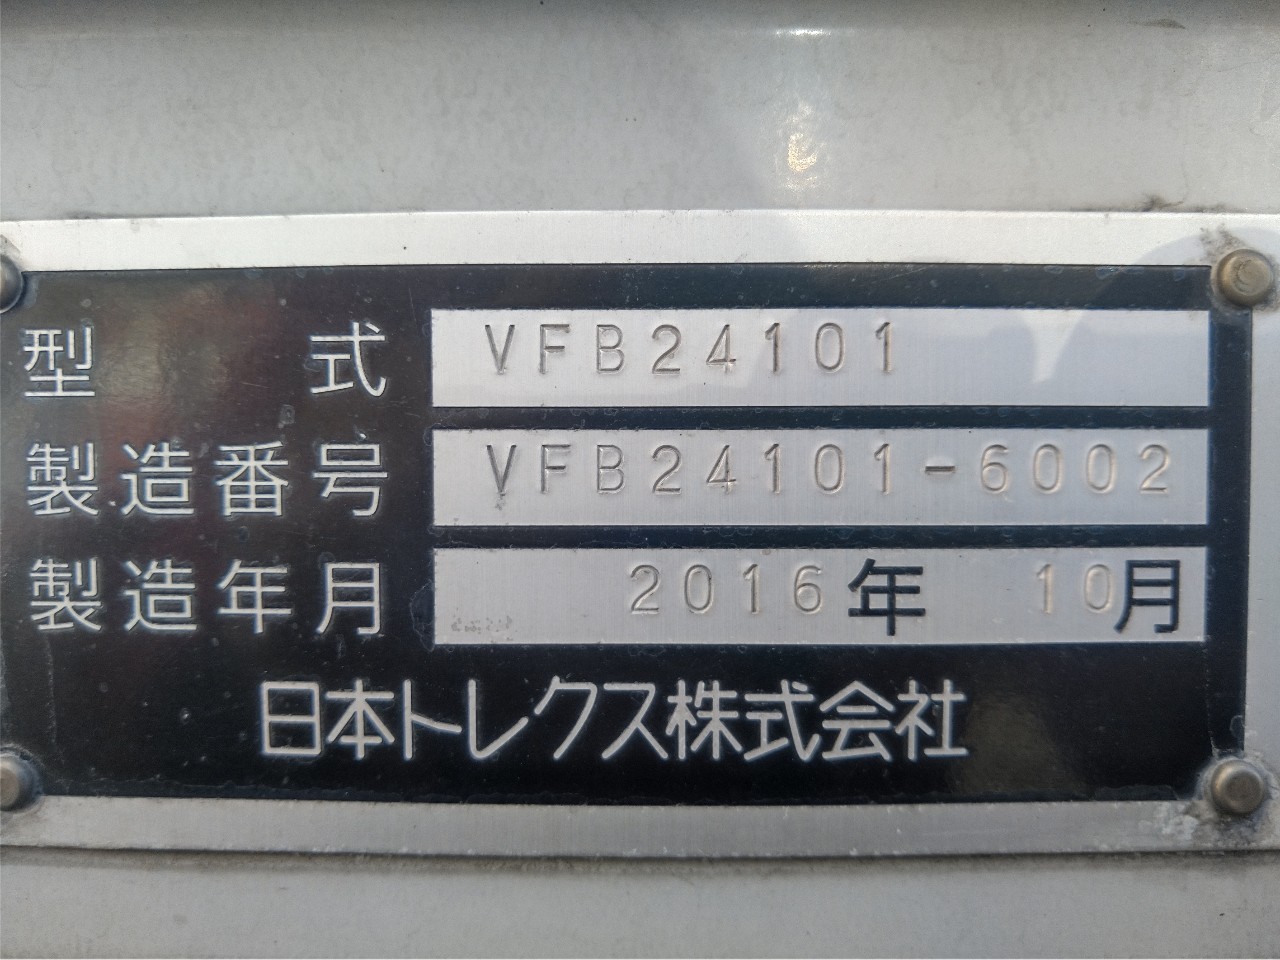 型式 VFB24101
製造番号 VFB24101-6002
製造年月 2016年 10月
日本トレクス株式会社